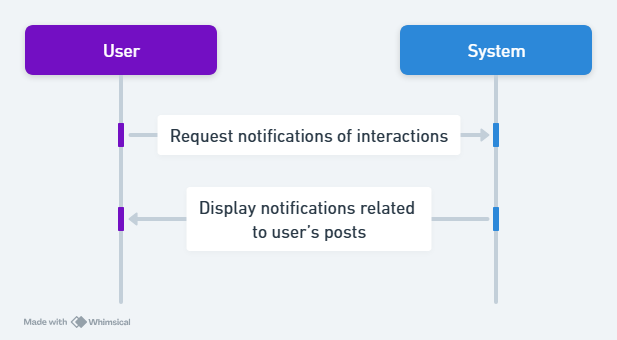 User
System
Request notifications of interactions
Display notifications related
to user’s posts
Made with Whimsical